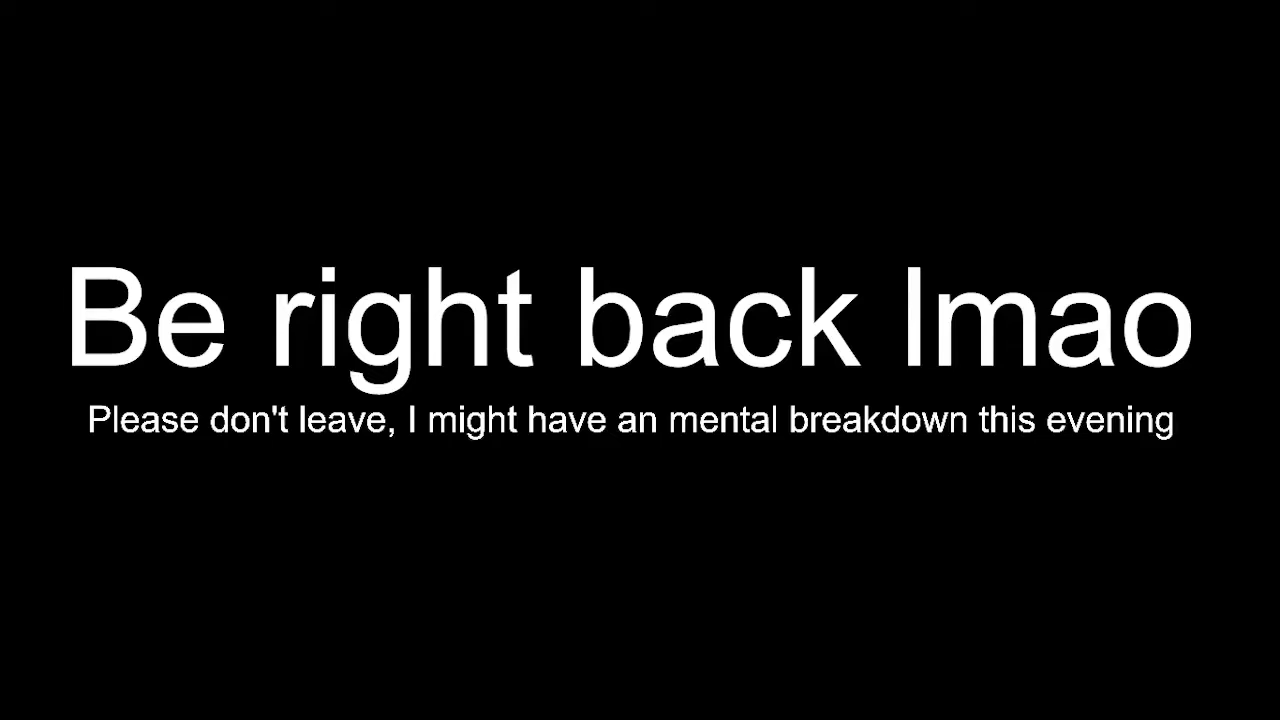 Be right back lmao
Please don't leave, I might have an mental breakdown this evening